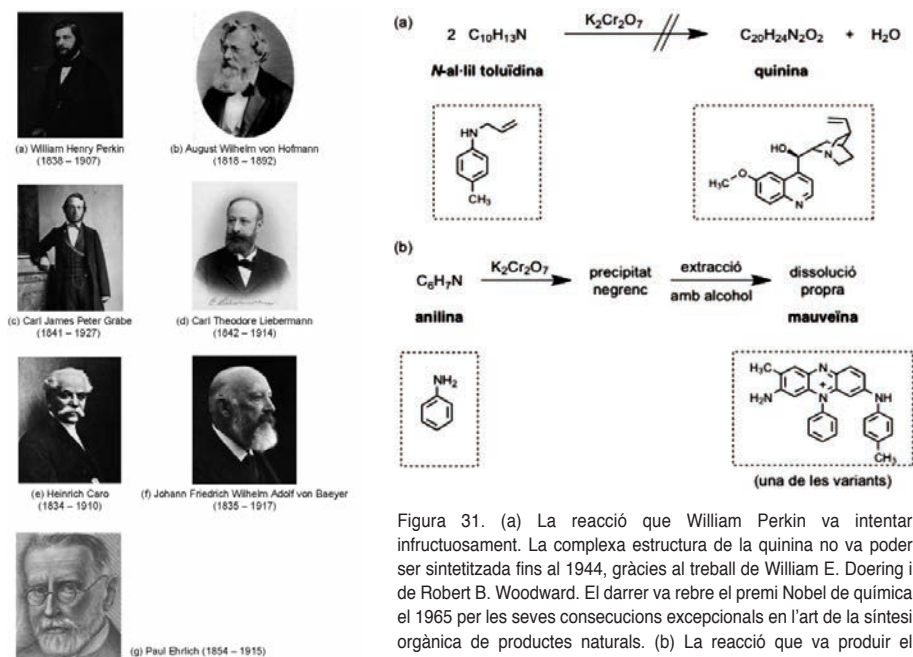 (a) William Henry Perkin
(1838 – 1907)
(b) August Wilhelm von Hofmann
(1818 – 1892)
(c) Carl James Peter Gräbe
(1841 – 1927)
(d) Carl Theodore Liebermann
(1842 – 1914)
(e) Heinrich Caro
(1834 – 1910)
(f) Johann Friedrich Wilhelm Adolf von Baeyer
(1835 – 1917)
(g) Paul Ehrlich (1854 – 1915)
(a)
2 C10H13N K2Cr2O7 C20H24N2O2 + H2O
N-al·lil toluïdina quinina
HN
CH3
HO
N
H3C O
N
(b)
C6H7N K2Cr2O7 precipitat negrenc extracció amb alcohol dissolució propra
anilina mauveïna
NH2
H3C N
H2N N+ NH
CH3
(una de les variants)
Figura 31. (a) La reacció que William Perkin va intentar
infructuosament. La complexa estructura de la quinina no va poder
ser sintetitzada fins al 1944, gràcies al treball de William E. Doering i
de Robert B. Woodward. El darrer va rebre el premi Nobel de química
el 1965 per les seves consecucions excepcionals en l'art de la síntesi
orgànica de productes naturals. (b) La reacció que va produir el